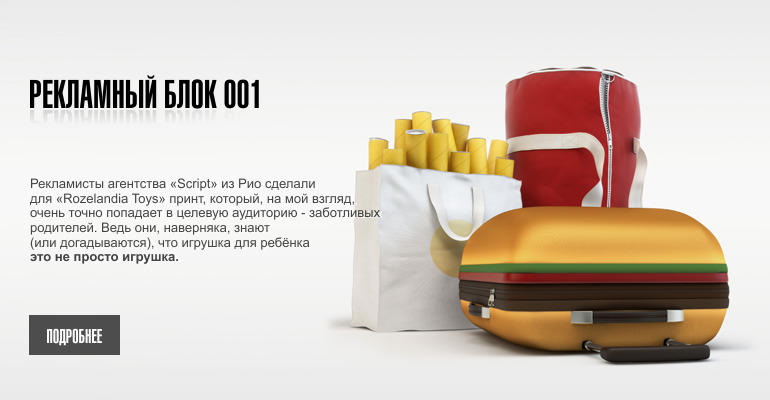 РЕКЛАМНЫЙ БЛОК 001
Рекламисты агентства «Script» из Рио сделали
для «Rozelandia Toys» принт, который, на мой взгляд,
очень точно попадает в целевую аудиторию - заботливых
родителей. Ведь они, наверняка, знают
(или догадываются), что игрушка для ребёнка
это не просто игрушка.
ПОДРОБНЕЕ